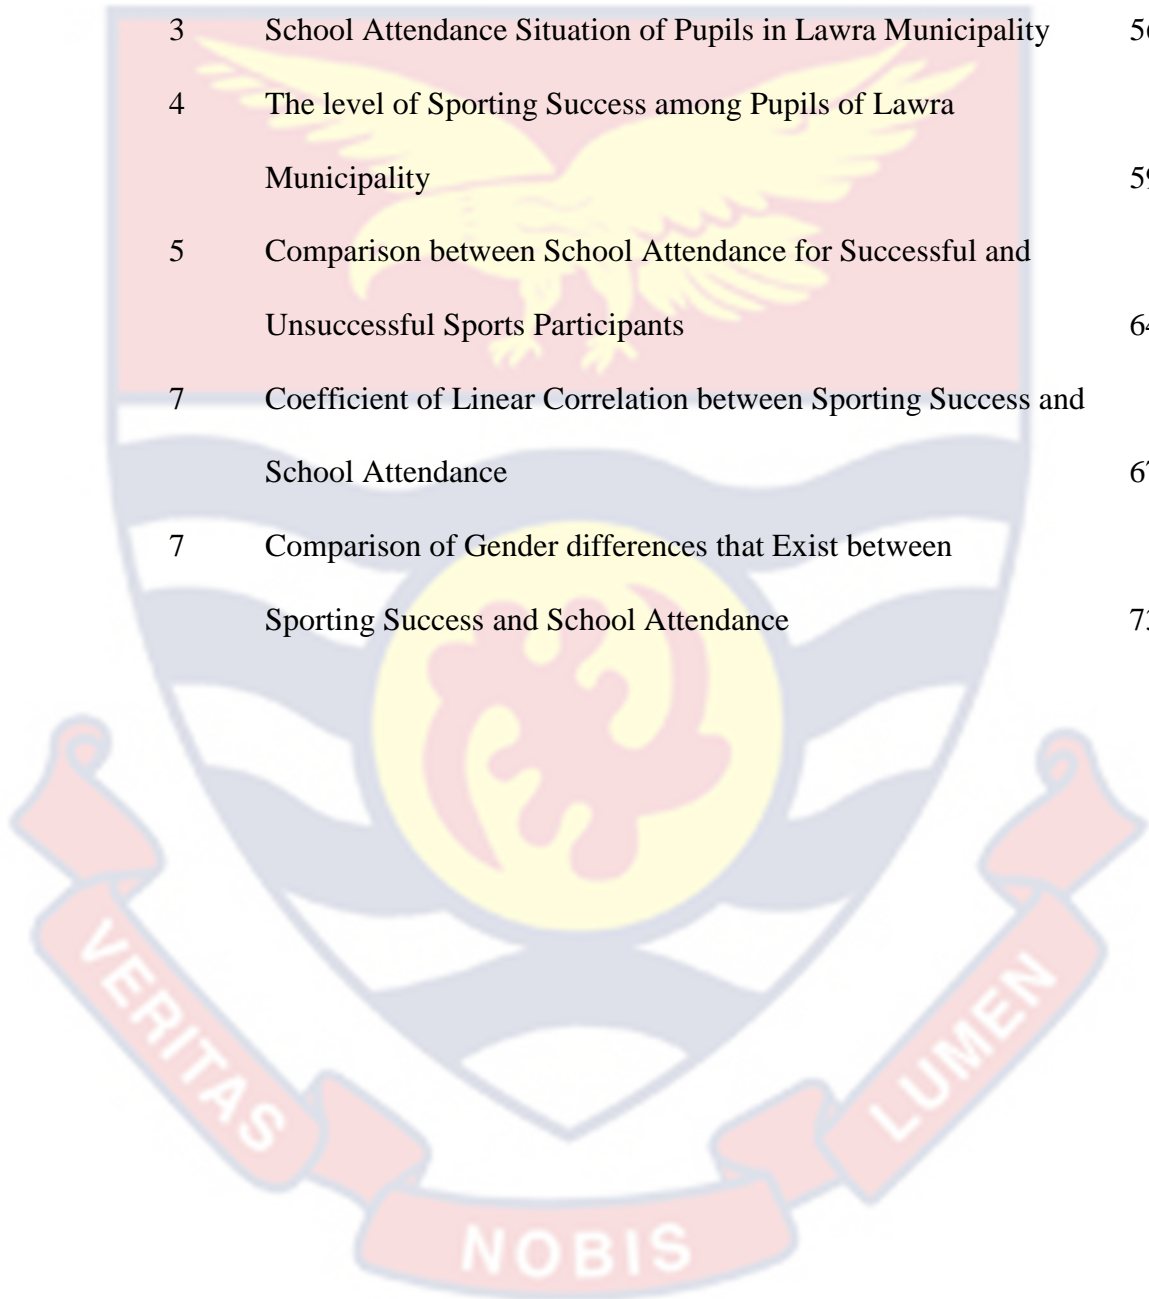 3 School Attendance Situation of Pupils in Lawra Municipality 5
4 The level of Sporting Success among Pupils of Lawra
Municipality 5
5 Comparison between School Attendance for Successful and
Unsuccessful Sports Participants 6
7 Coefficient of Linear Correlation between Sporting Success and
School Attendance 6
7 Comparison of Gender differences that Exist between
Sporting Success and School Attendance 7
VERITAS
NOBIS
LUMEN